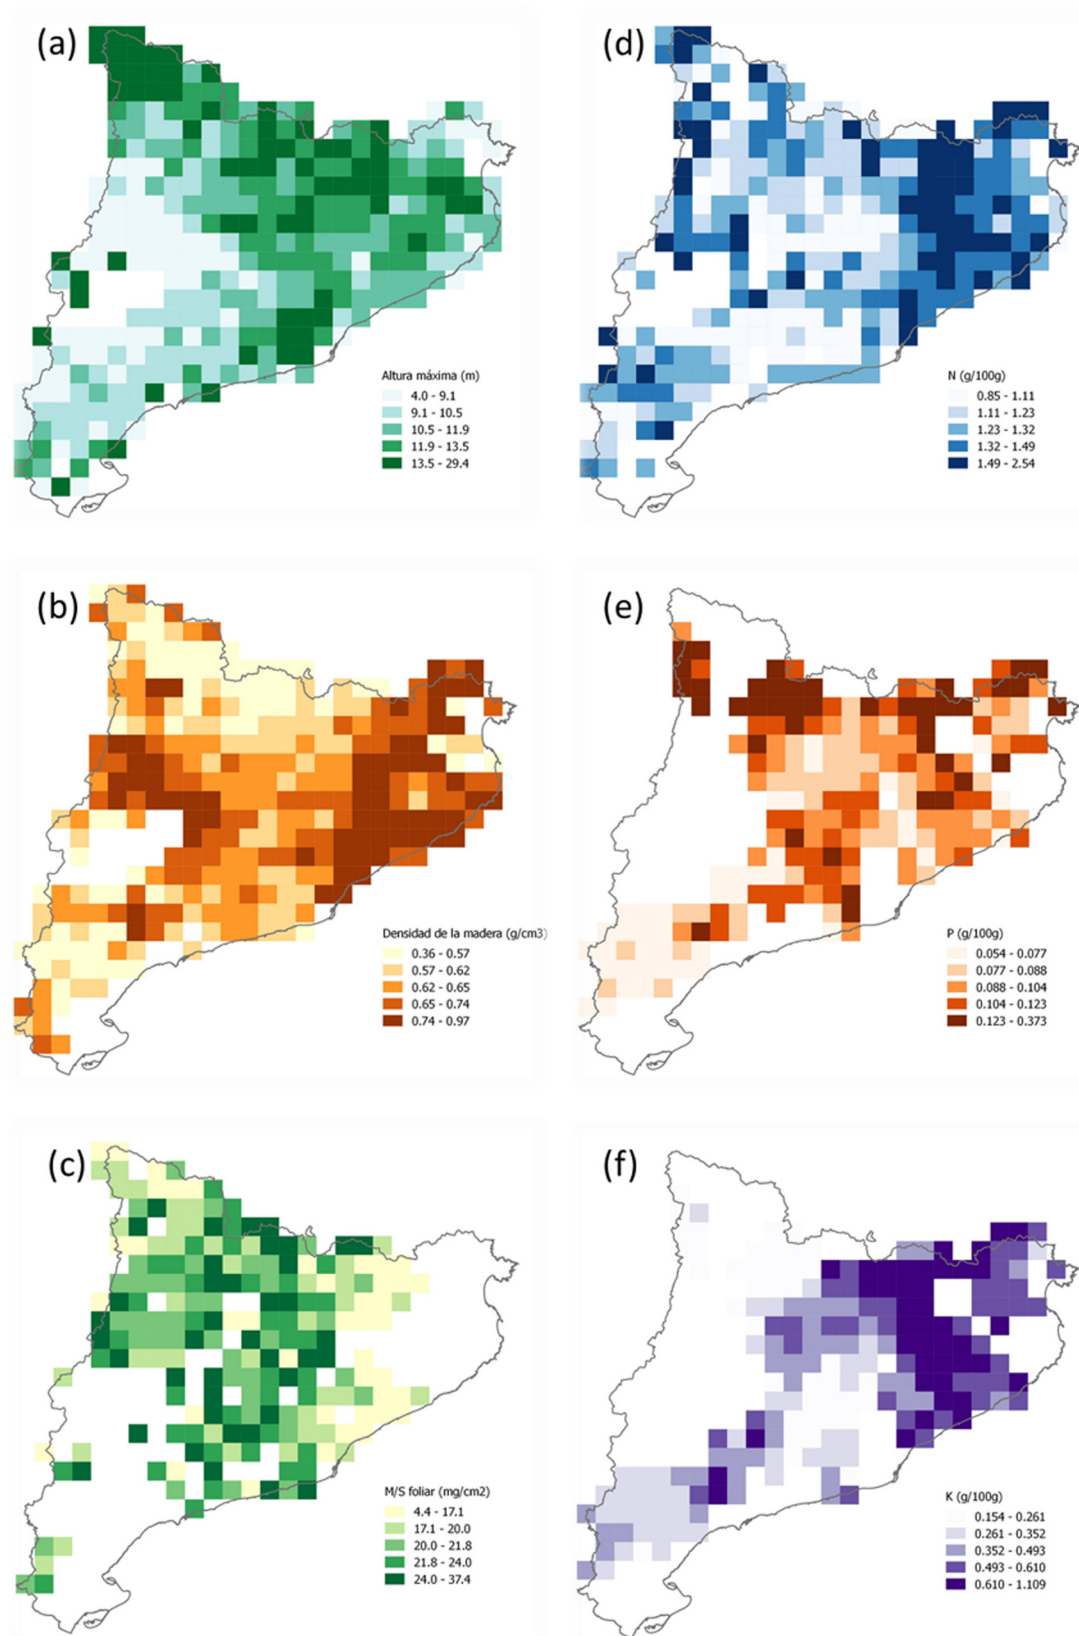 (a)
Altura máxima (m)
4.0 - 9.1
9.1 - 10.5
10.5 - 11.9
11.9 - 13.5
13.5 - 29.4
(d)
N (g/100g)
0.85 - 1.11
1.11 - 1.23
1.23 - 1.32
1.32 - 1.49
1.49 - 2.54
(b)
Densidad de la madera (g/cm3)
0.36 - 0.57
0.57 - 0.62
0.62 - 0.65
0.65 - 0.74
0.74 - 0.97
(e)
P (g/100g)
0.054 - 0.077
0.077 - 0.088
0.088 - 0.104
0.104 - 0.123
0.123 - 0.373
(c)
M/S foliar (mg/cm2)
4.4 - 17.1
17.1 - 20.0
20.0 - 21.8
21.8 - 24.0
24.0 - 37.4
(f)
K (g/100g)
0.154 - 0.261
0.261 - 0.352
0.352 - 0.493
0.493 - 0.610
0.610 - 1.109